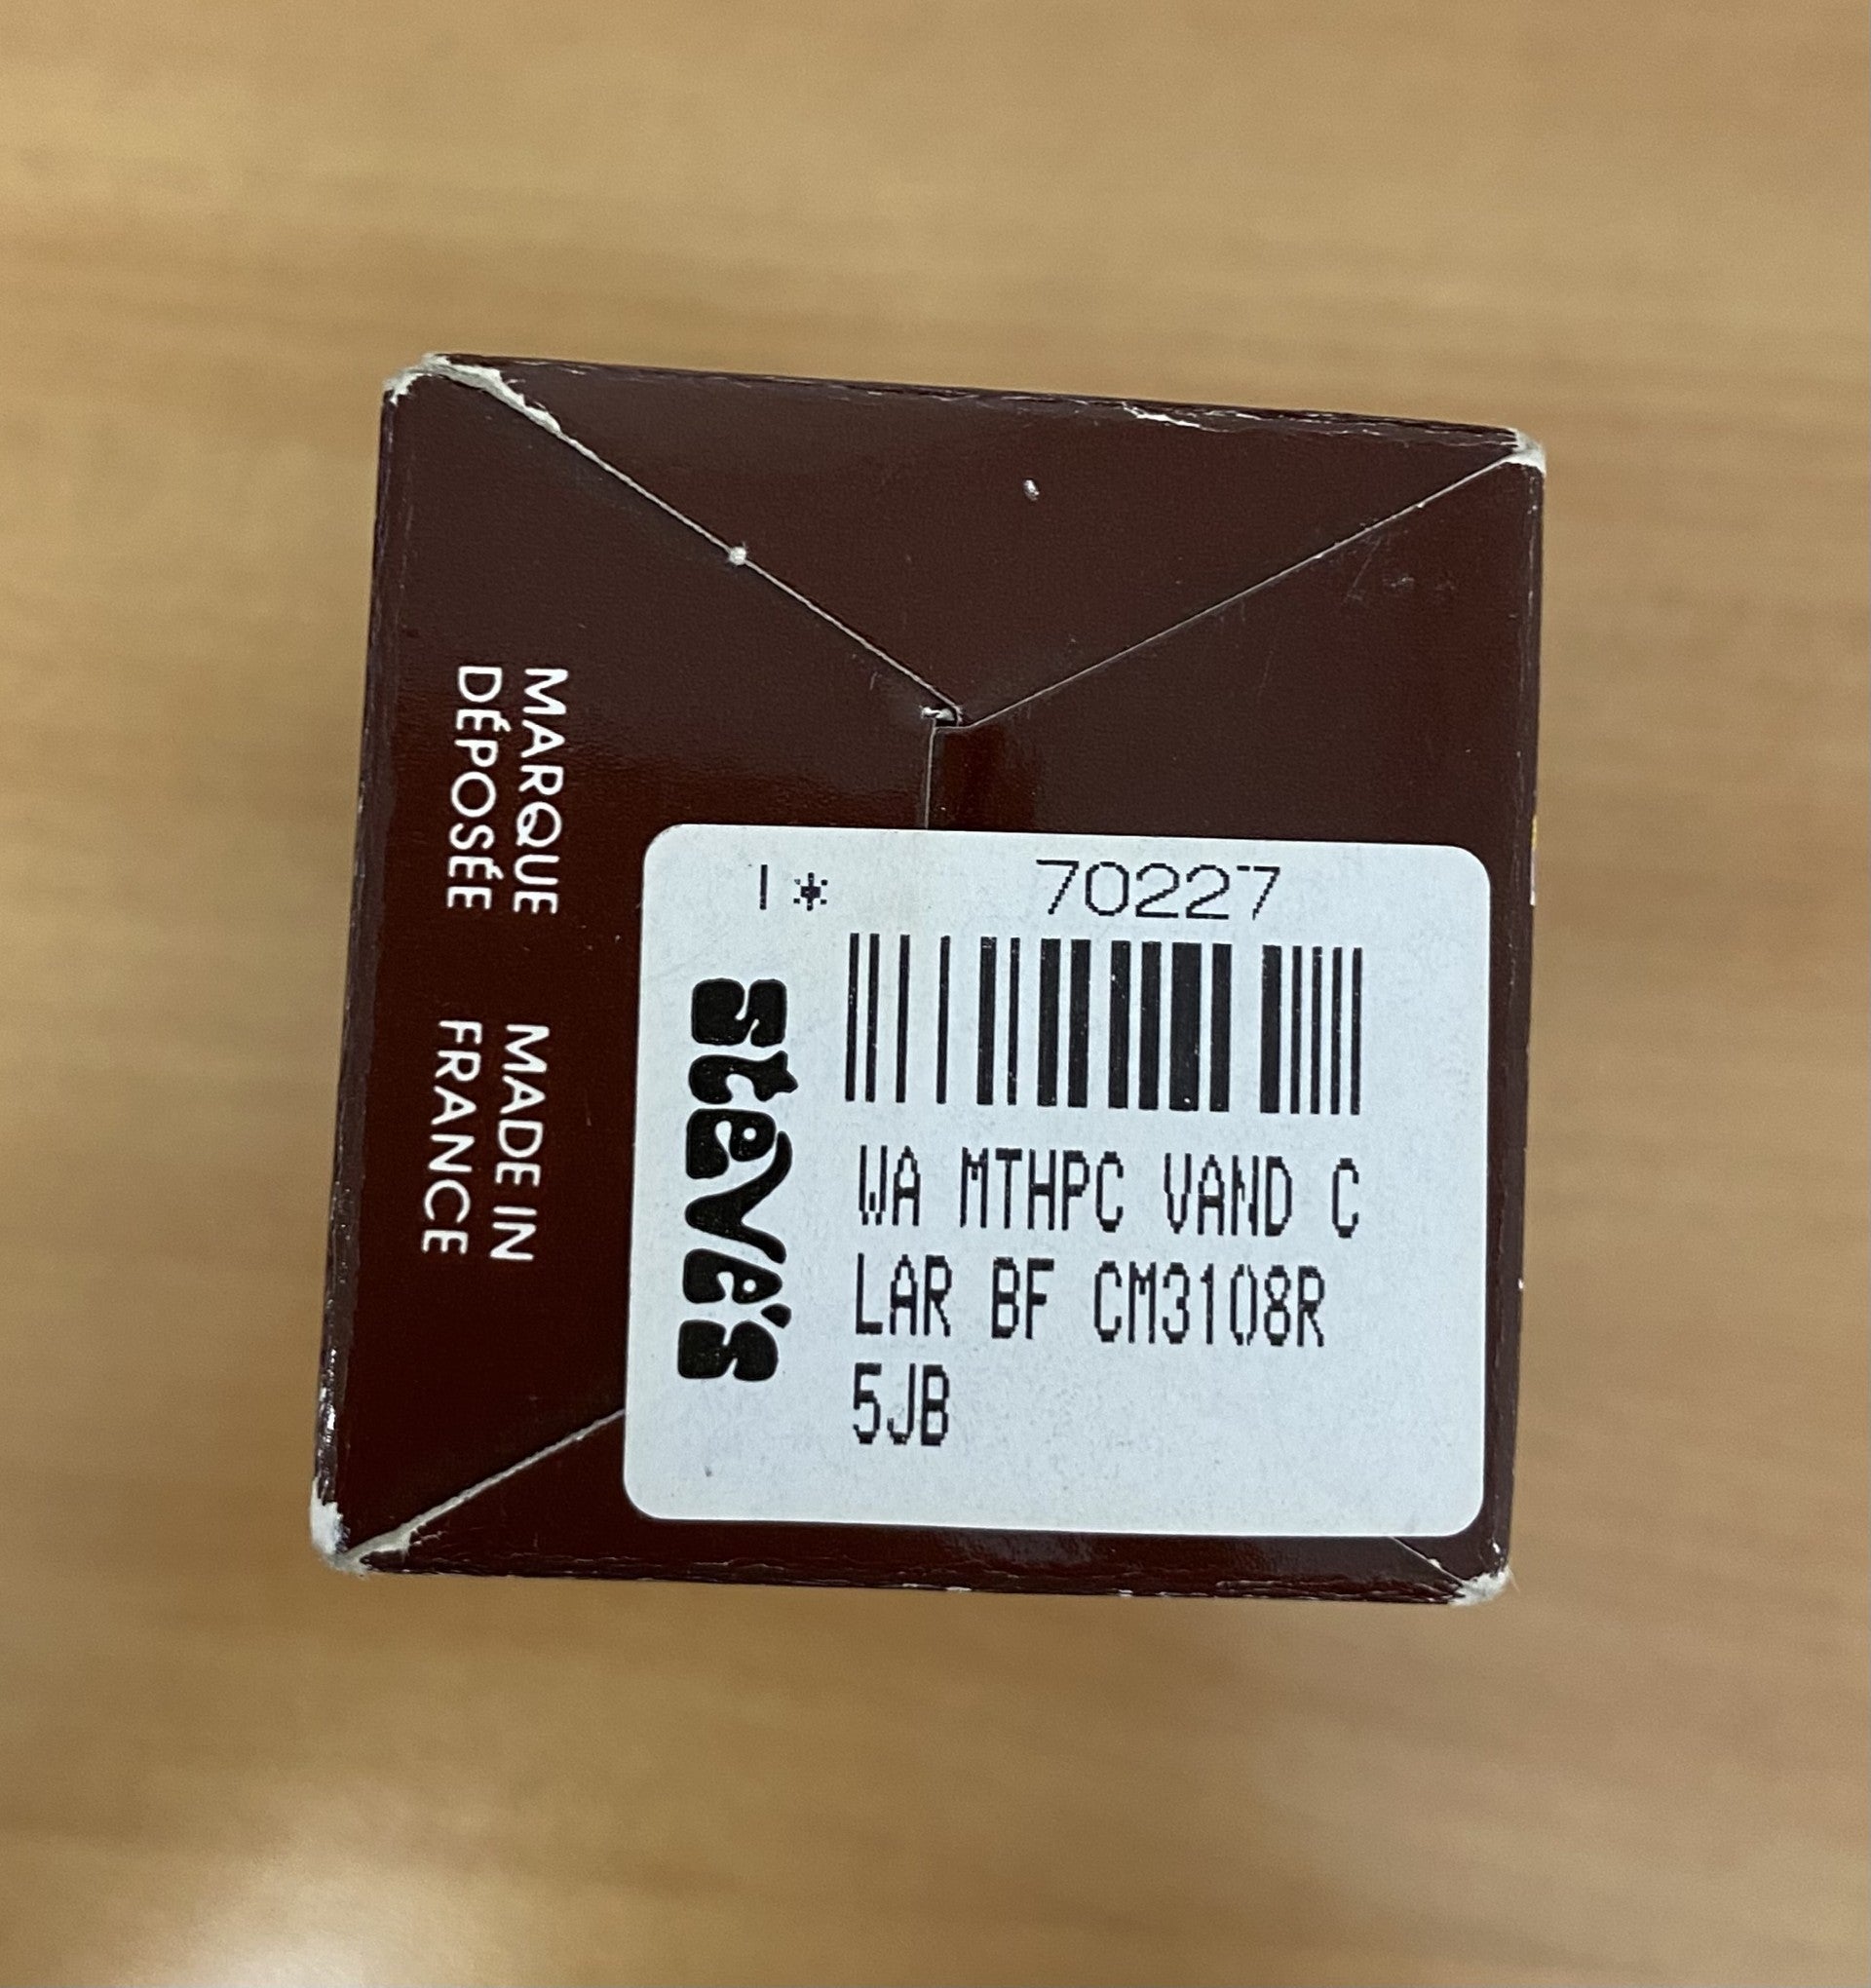 MARQUE
DÉPOSÉE
MADE IN
FRANCE
I* 70227
steve's
WA MTHPC VAND C
LAR BF CM3108R
5JB